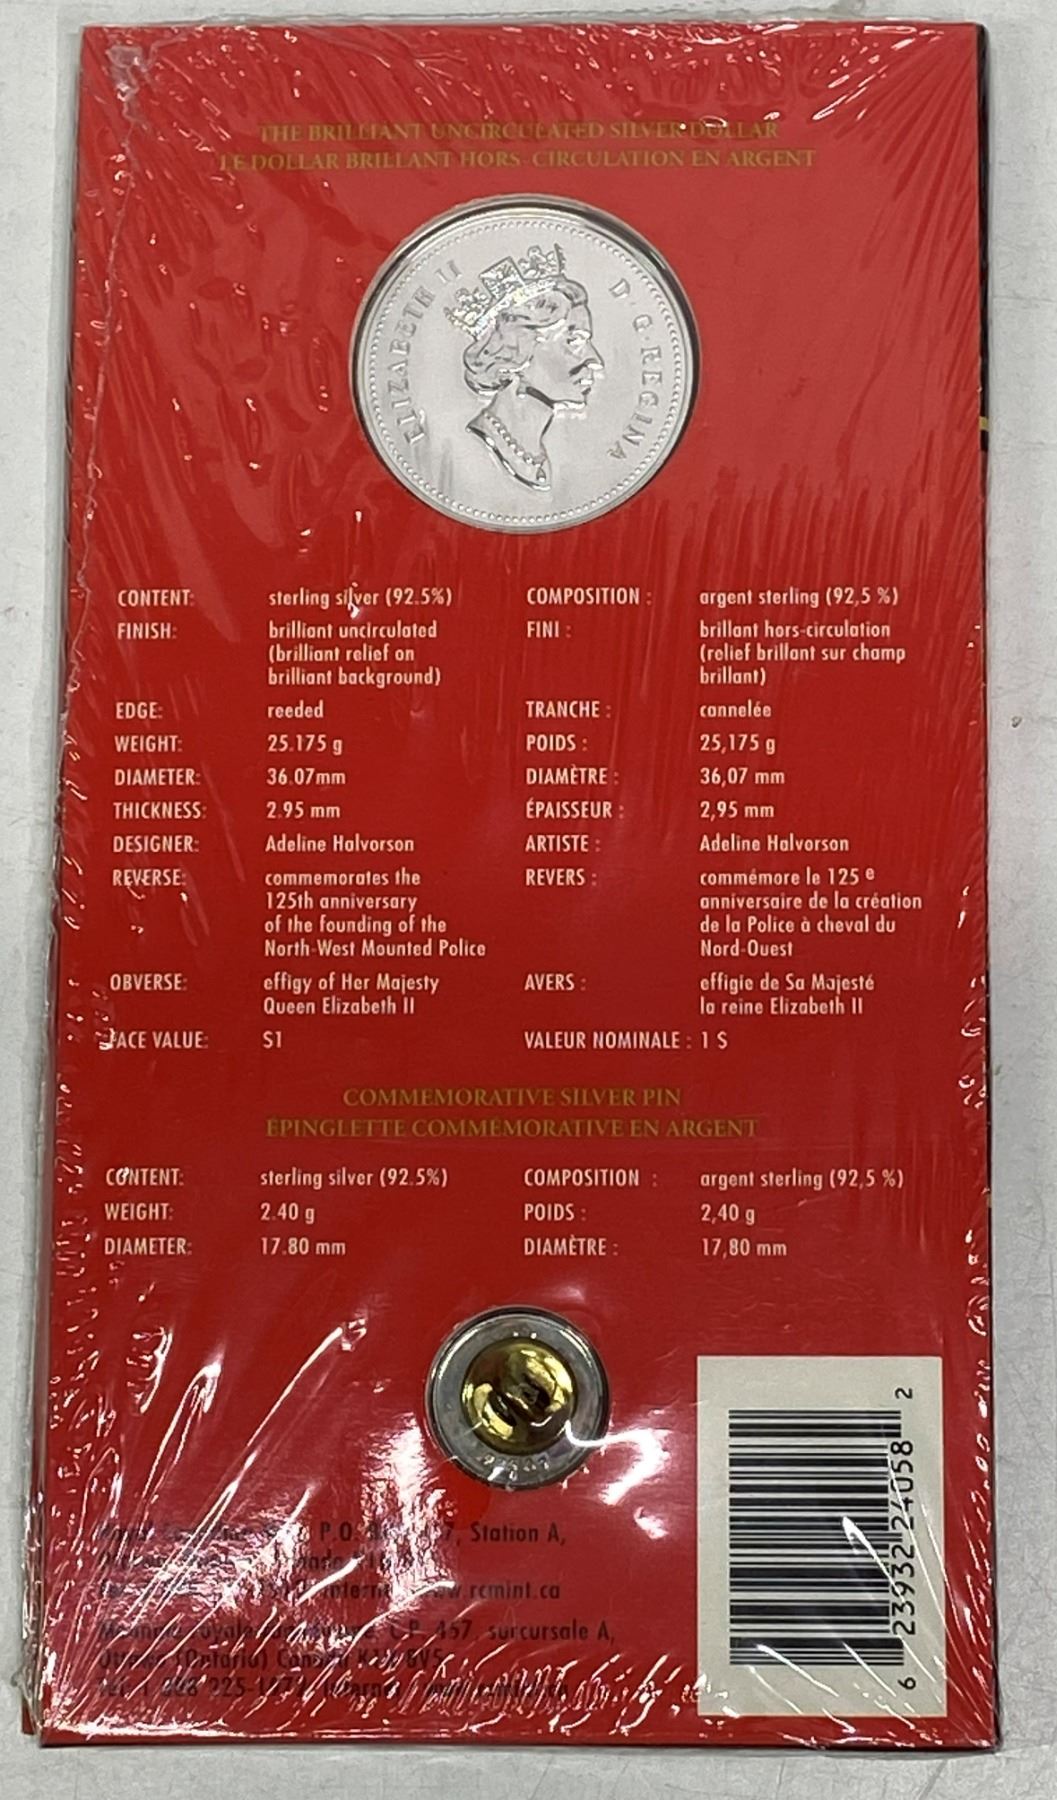 THE BRILLIANT UNCIRCULATED SILVER DOLLAR
LE DOLLAR BRILLANT HORS-CIRCULATION EN ARGENT
ELIZABETH II D·G·REGINA
CONTENT: sterling silver (92.5%)
FINISH: brilliant uncirculated
(brilliant relief on
brilliant background)
EDGE: reeded
WEIGHT: 25.175 g
DIAMETER: 36.07mm
THICKNESS: 2.95 mm
DESIGNER: Adeline Halvorson
REVERSE: commemorates the
125th anniversary
of the founding of the
North-West Mounted Police
OBVERSE: effigy of Her Majesty
Queen Elizabeth II
FACE VALUE: $1
COMPOSITION : argent sterling (92,5 %)
FINI : brillant hors-circulation
(relief brillant sur champ
brillant)
TRANCHE : cannelée
POIDS : 25,175 g
DIAMÈTRE : 36,07 mm
ÉPAISSEUR : 2,95 mm
ARTISTE : Adeline Halvorson
REVERS : commémore le 125 e
anniversaire de la création
de la Police à cheval du
Nord-Ouest
AVERS : effigie de Sa Majesté
la reine Elizabeth II
VALEUR NOMINALE : 1 $
COMMEMORATIVE SILVER PIN
ÉPINGLETTE COMMÉMORATIVE EN ARGENT
CONTENT: sterling silver (92.5%)
WEIGHT: 2.40 g
DIAMETER: 17.80 mm
COMPOSITION : argent sterling (92,5 %)
POIDS : 2,40 g
DIAMÈTRE : 17,80 mm
P.O. Station A,
www.rcmint.ca
C.P. 457, succursale A,
(Ontario) Canada K1N 8V5
6 23932 24058 2